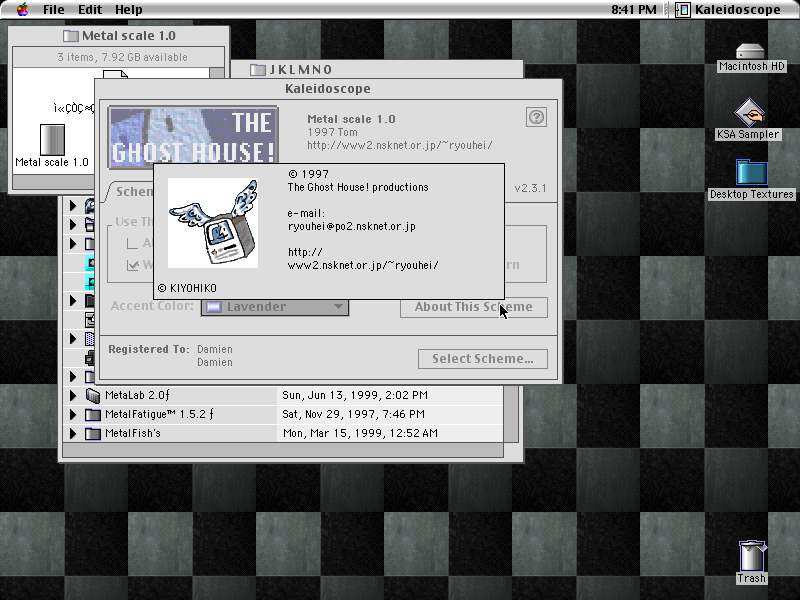 File Edit Help
8:41 PM Kaleidoscope
Metal scale 1.0
3 items, 7.92 GB available
Metal scale 1.0
JKLMNO
Kaleidoscope
THE
GHOST HOUSE!
Metal scale 1.0
1997 Tom
http://www2.nsknet.or.jp/~ryouhei/
?
v2.3.1
© 1997
The Ghost House! productions
e-mail:
ryouhei@po2.nsknet.or.jp
http://
www2.nsknet.or.jp/~ryouhei/
© KIYOHIKO
Accent Color: Lavender
About This Scheme
Registered To: Damien
Damien
Select Scheme...
MetaLab 2.0ƒ Sun, Jun 13, 1999, 2:02 PM
MetalFatigue™ 1.5.2 ƒ Sat, Nov 29, 1997, 7:46 PM
MetalFish's Mon, Mar 15, 1999, 12:52 AM
Macintosh HD
KSA Sampler
Desktop Textures
Trash